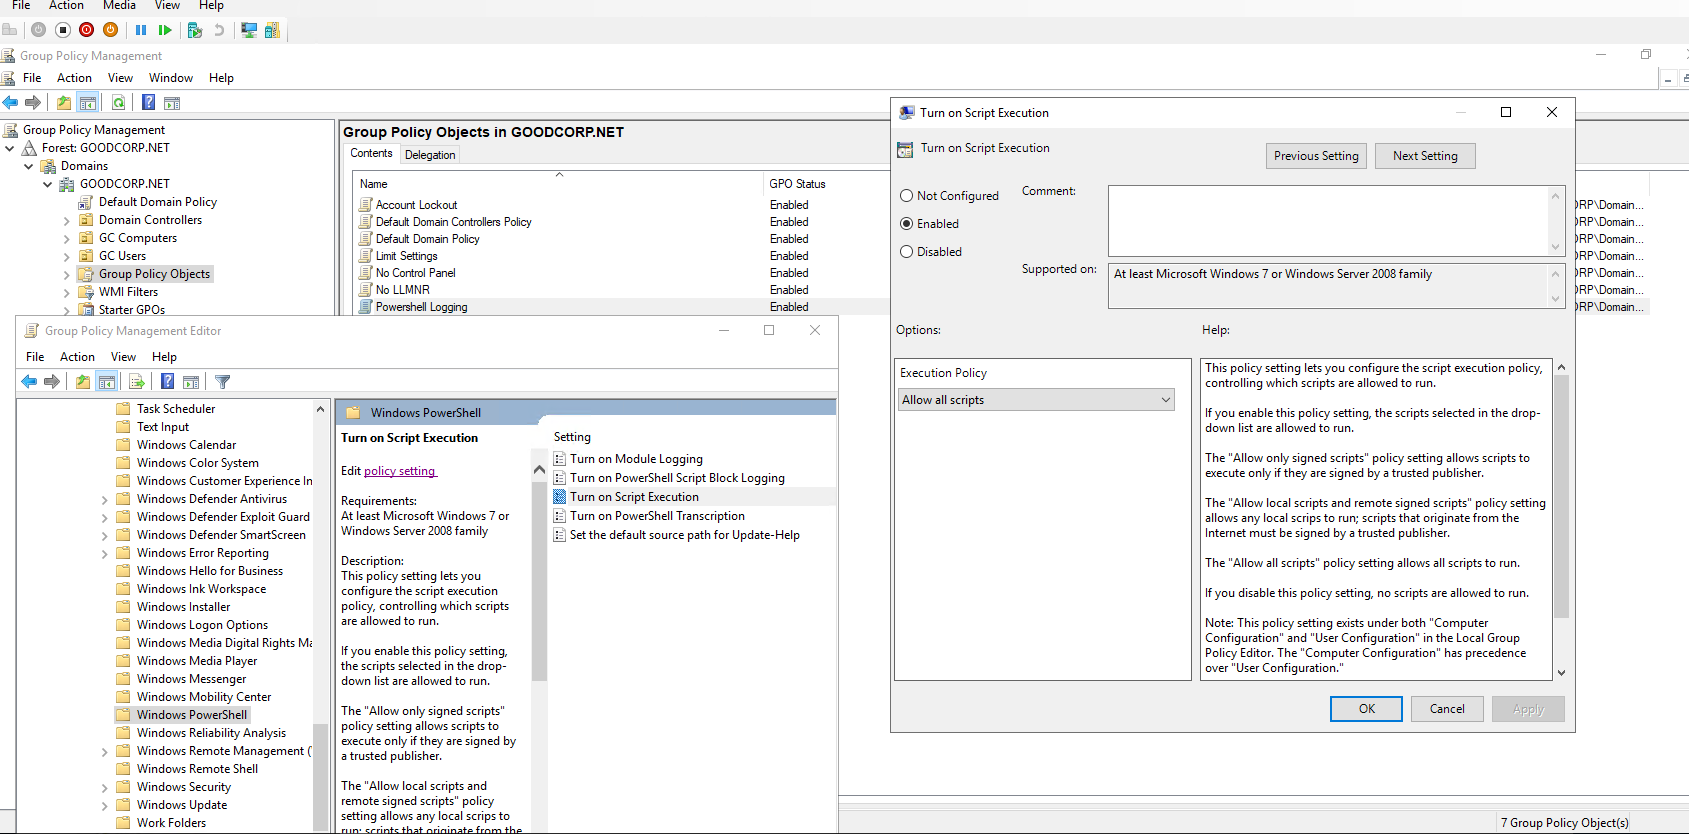 File Action Media View Help
Group Policy Management
File Action View Window Help
Group Policy Management
Forest: GOODCORP.NET
Domains
GOODCORP.NET
Default Domain Policy
Domain Controllers
GC Computers
GC Users
Group Policy Objects
WMI Filters
Starter GPOs
Group Policy Objects in GOODCORP.NET
Contents Delegation
Name GPO Status
Account Lockout Enabled
Default Domain Controllers Policy Enabled
Default Domain Policy Enabled
Limit Settings Enabled
No Control Panel Enabled
No LLMNR Enabled
Powershell Logging Enabled
ORP\Domain...
ORP\Domain...
ORP\Domain...
ORP\Domain...
ORP\Domain...
ORP\Domain...
ORP\Domain...
Group Policy Management Editor
File Action View Help
Task Scheduler
Text Input
Windows Calendar
Windows Color System
Windows Customer Experience In
Windows Defender Antivirus
Windows Defender Exploit Guard
Windows Defender SmartScreen
Windows Error Reporting
Windows Hello for Business
Windows Ink Workspace
Windows Installer
Windows Logon Options
Windows Media Digital Rights Ma
Windows Media Player
Windows Messenger
Windows Mobility Center
Windows PowerShell
Windows Reliability Analysis
Windows Remote Management (
Windows Remote Shell
Windows Security
Windows Update
Work Folders
Windows PowerShell
Turn on Script Execution
Edit policy setting
Requirements:
At least Microsoft Windows 7 or
Windows Server 2008 family
Description:
This policy setting lets you
configure the script execution
policy, controlling which scripts
are allowed to run.
If you enable this policy setting,
the scripts selected in the drop-
down list are allowed to run.
The "Allow only signed scripts"
policy setting allows scripts to
execute only if they are signed by
a trusted publisher.
The "Allow local scripts and
remote signed scripts" policy
setting allows any local scrips to
run; scripts that originate from the
Setting
Turn on Module Logging
Turn on PowerShell Script Block Logging
Turn on Script Execution
Turn on PowerShell Transcription
Set the default source path for Update-Help
Turn on Script Execution
Turn on Script Execution
Previous Setting Next Setting
Not Configured
Enabled
Disabled
Comment:
Supported on:
At least Microsoft Windows 7 or Windows Server 2008 family
Options:
Help:
Execution Policy
Allow all scripts
This policy setting lets you configure the script execution policy,
controlling which scripts are allowed to run.
If you enable this policy setting, the scripts selected in the drop-
down list are allowed to run.
The "Allow only signed scripts" policy setting allows scripts to
execute only if they are signed by a trusted publisher.
The "Allow local scripts and remote signed scripts" policy setting
allows any local scrips to run; scripts that originate from the
Internet must be signed by a trusted publisher.
The "Allow all scripts" policy setting allows all scripts to run.
If you disable this policy setting, no scripts are allowed to run.
Note: This policy setting exists under both "Computer
Configuration" and "User Configuration" in the Local Group
Policy Editor. The "Computer Configuration" has precedence
over "User Configuration."
OK Cancel Apply
7 Group Policy Object(s)